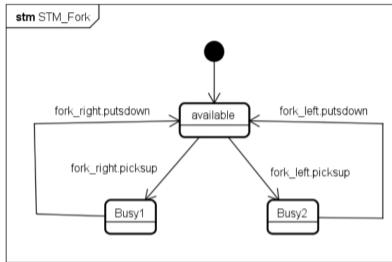 stm STM_Fork
fork_right.putsdown
available
fork_left.putsdown
fork_right.picksup
fork_left.picksup
Busy1
Busy2